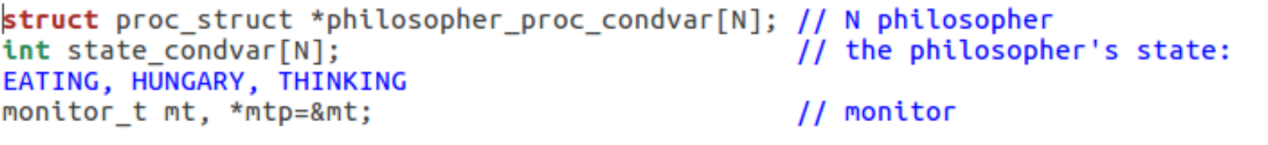 struct proc_struct *philosopher_proc_condvar[N]; // N philosopher
int state_condvar[N]; // the philosopher's state:
EATING, HUNGARY, THINKING
monitor_t mt, *mtp=&mt; // monitor